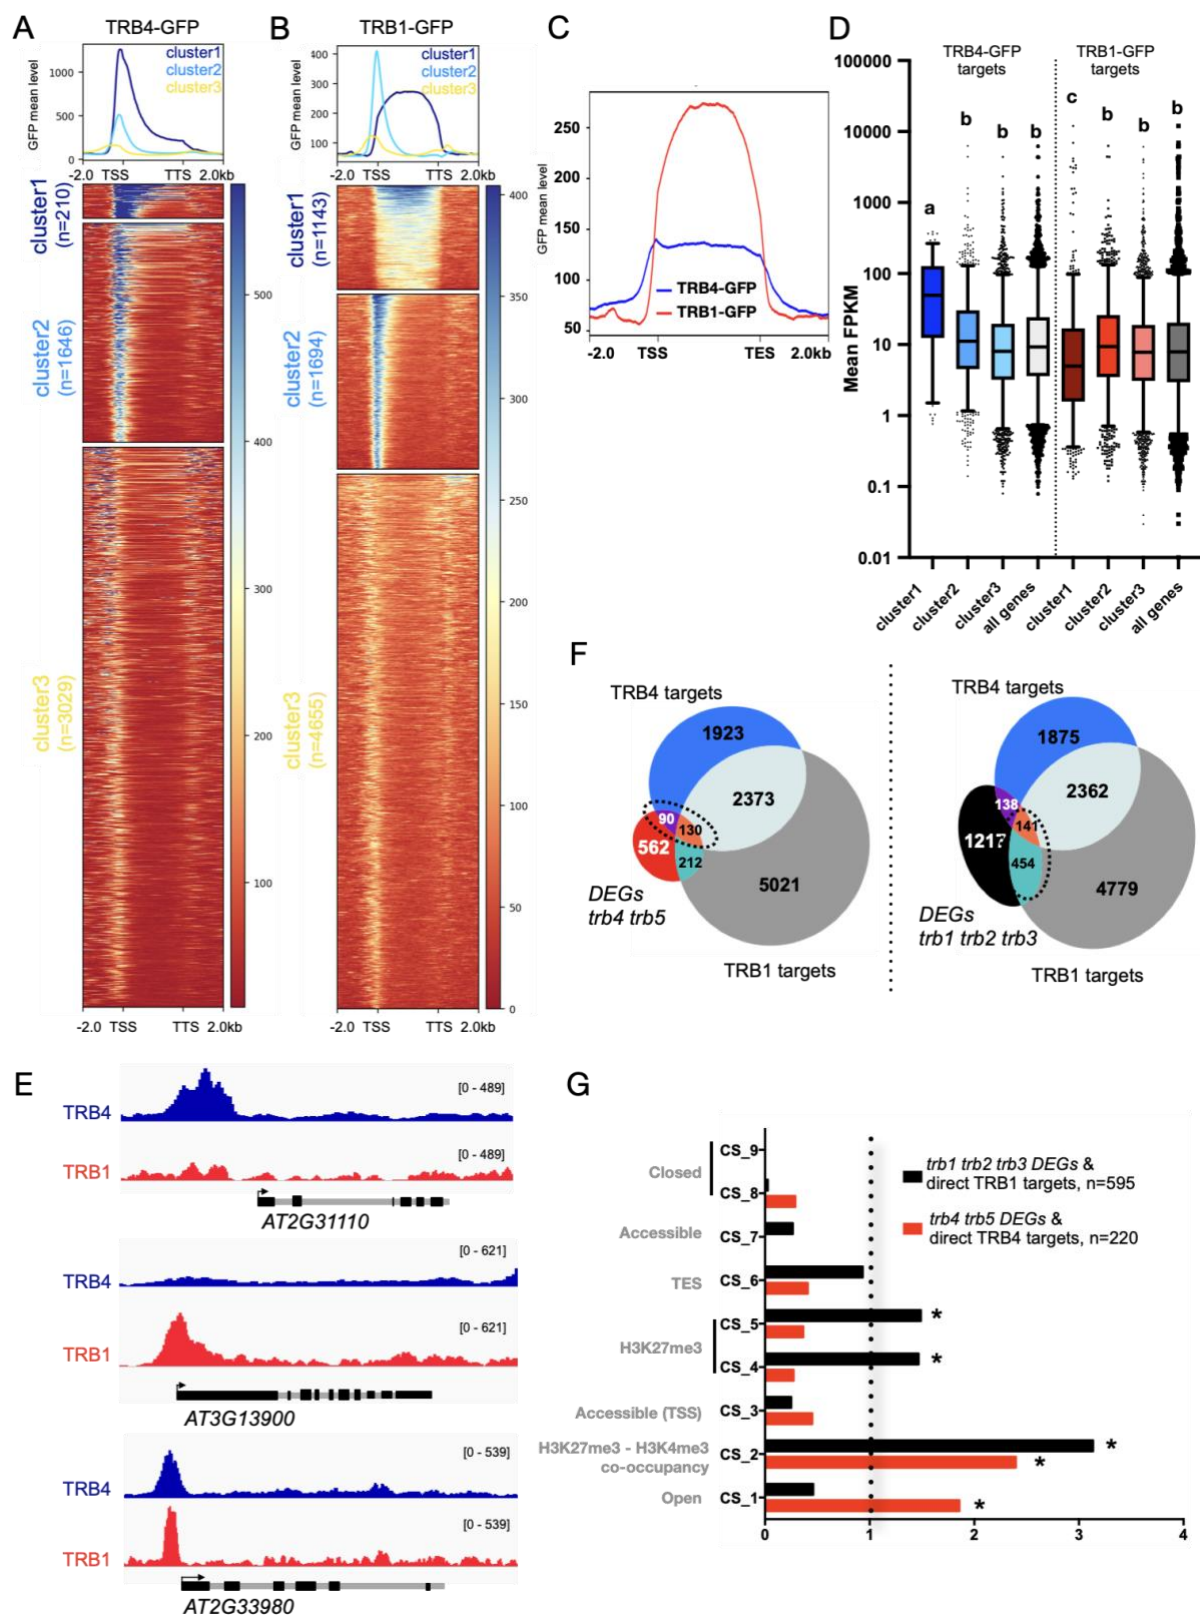 A
TRB4-GFP
cluster1
cluster2
cluster3
GFP mean level
1000
500
0
-2.0 TSS TTS 2.0kb
cluster1
(n=210)
cluster2
(n=1646)
cluster3
(n=3029)
500
400
300
200
100
-2.0 TSS TTS 2.0kb
B
TRB1-GFP
cluster1
cluster2
cluster3
GFP mean level
400
300
200
100
-2.0 TSS TTS 2.0kb
cluster1
(n=1143)
cluster2
(n=1694)
cluster3
(n=4655)
400
350
300
250
200
150
100
50
0
-2.0 TSS TTS 2.0kb
C
GFP mean level
250
200
150
100
50
TRB4-GFP
TRB1-GFP
-2.0 TSS TES 2.0kb
D
TRB4-GFP
targets
TRB1-GFP
targets
Mean FPKM
100000
10000
1000
100
10
1
0.1
0.01
a b b b c b b b
cluster1
cluster2
cluster3
all genes
cluster1
cluster2
cluster3
all genes
F
TRB4 targets
1923
2373
90
130
562
212
5021
DEGs
trb4 trb5
TRB1 targets
TRB4 targets
1875
2362
138
141
454
4779
DEGs
trb1 trb2 trb3
TRB1 targets
E
[0 - 489]
TRB4
[0 - 489]
TRB1
AT2G31110
[0 - 621]
TRB4
[0 - 621]
TRB1
AT3G13900
[0 - 539]
TRB4
[0 - 539]
TRB1
AT2G33980
G
Closed
CS_9
CS_8
Accessible
CS_7
TES
CS_6
H3K27me3
CS_5 *
CS_4 *
Accessible (TSS)
CS_3
H3K27me3 - H3K4me3
co-occupancy
CS_2 * *
Open
CS_1 *
0 1 2 3 4
trb1 trb2 trb3 DEGs &
direct TRB1 targets, n=595
trb4 trb5 DEGs &
direct TRB4 targets, n=220